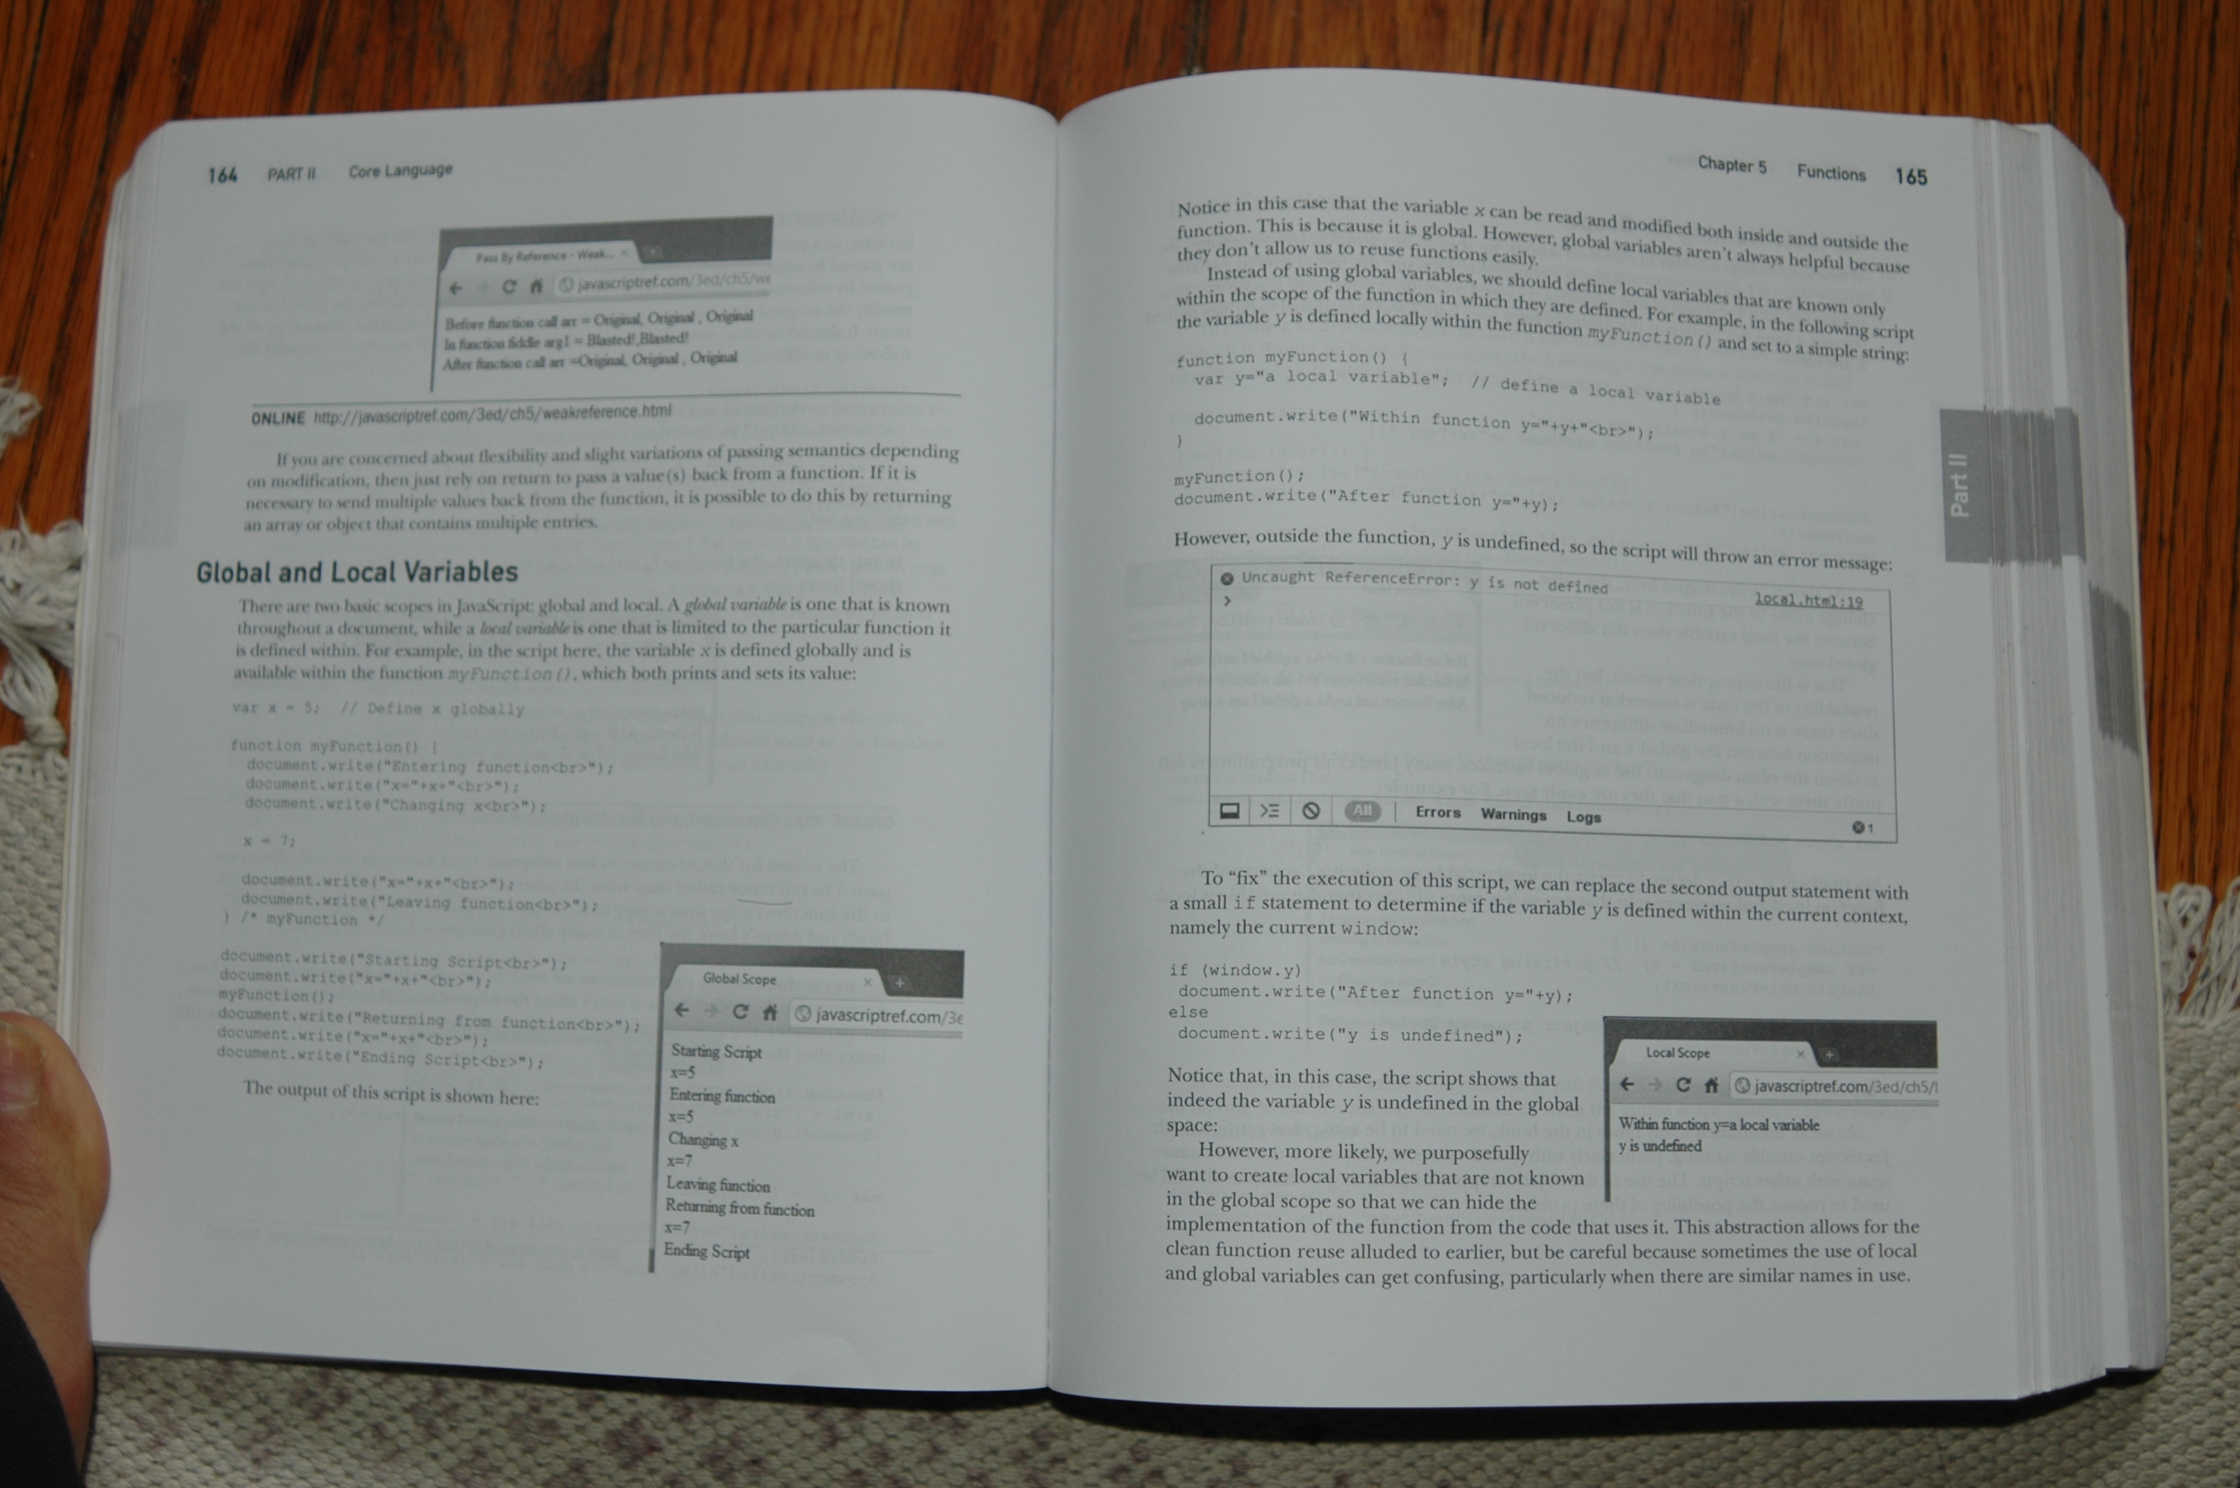 164 PART II Core Language
Pass By Reference - Weak...
javascriptref.com/3ed/ch5/we
Before function call arr = Original, Original , Original
In function fiddle arg1 = Blasted!,Blasted!
After function call arr =Original, Original , Original
ONLINE http://javascriptref.com/3ed/ch5/weakreference.html
If you are concerned about flexibility and slight variations of passing semantics depending
on modification, then just rely on return to pass a value(s) back from a function. If it is
necessary to send multiple values back from the function, it is possible to do this by returning
an array or object that contains multiple entries.
Global and Local Variables
There are two basic scopes in JavaScript: global and local. A global variable is one that is known
throughout a document, while a local variable is one that is limited to the particular function it
is defined within. For example, in the script here, the variable x is defined globally and is
available within the function myFunction(), which both prints and sets its value:
var x = 5; // Define x globally
function myFunction() {
document.write("Entering function<br>");
document.write("x="+x+"<br>");
document.write("Changing x<br>");
x = 7;
document.write("x="+x+"<br>");
document.write("Leaving function<br>");
} /* myFunction */
document.write("Starting Script<br>");
document.write("x="+x+"<br>");
myFunction();
document.write("Returning from function<br>");
document.write("x="+x+"<br>");
document.write("Ending Script<br>");
The output of this script is shown here:
Global Scope
javascriptref.com/3e
Starting Script
x=5
Entering function
x=5
Changing x
x=7
Leaving function
Returning from function
x=7
Ending Script
Chapter 5 Functions 165
Notice in this case that the variable x can be read and modified both inside and outside the
function. This is because it is global. However, global variables aren't always helpful because
they don't allow us to reuse functions easily.
Instead of using global variables, we should define local variables that are known only
within the scope of the function in which they are defined. For example, in the following script
the variable y is defined locally within the function myFunction() and set to a simple string:
function myFunction() {
var y="a local variable"; // define a local variable
document.write("Within function y="+y+"<br>");
}
myFunction();
document.write("After function y="+y);
Part II
However, outside the function, y is undefined, so the script will throw an error message:
Uncaught ReferenceError: y is not defined local.html:19
>
All Errors Warnings Logs 1
To “fix” the execution of this script, we can replace the second output statement with
a small if statement to determine if the variable y is defined within the current context,
namely the current window:
if (window.y)
document.write("After function y="+y);
else
document.write("y is undefined");
Notice that, in this case, the script shows that
indeed the variable y is undefined in the global
space:
Local Scope
javascriptref.com/3ed/ch5/l
Within function y=a local variable
y is undefined
However, more likely, we purposefully
want to create local variables that are not known
in the global scope so that we can hide the
implementation of the function from the code that uses it. This abstraction allows for the
clean function reuse alluded to earlier, but be careful because sometimes the use of local
and global variables can get confusing, particularly when there are similar names in use.